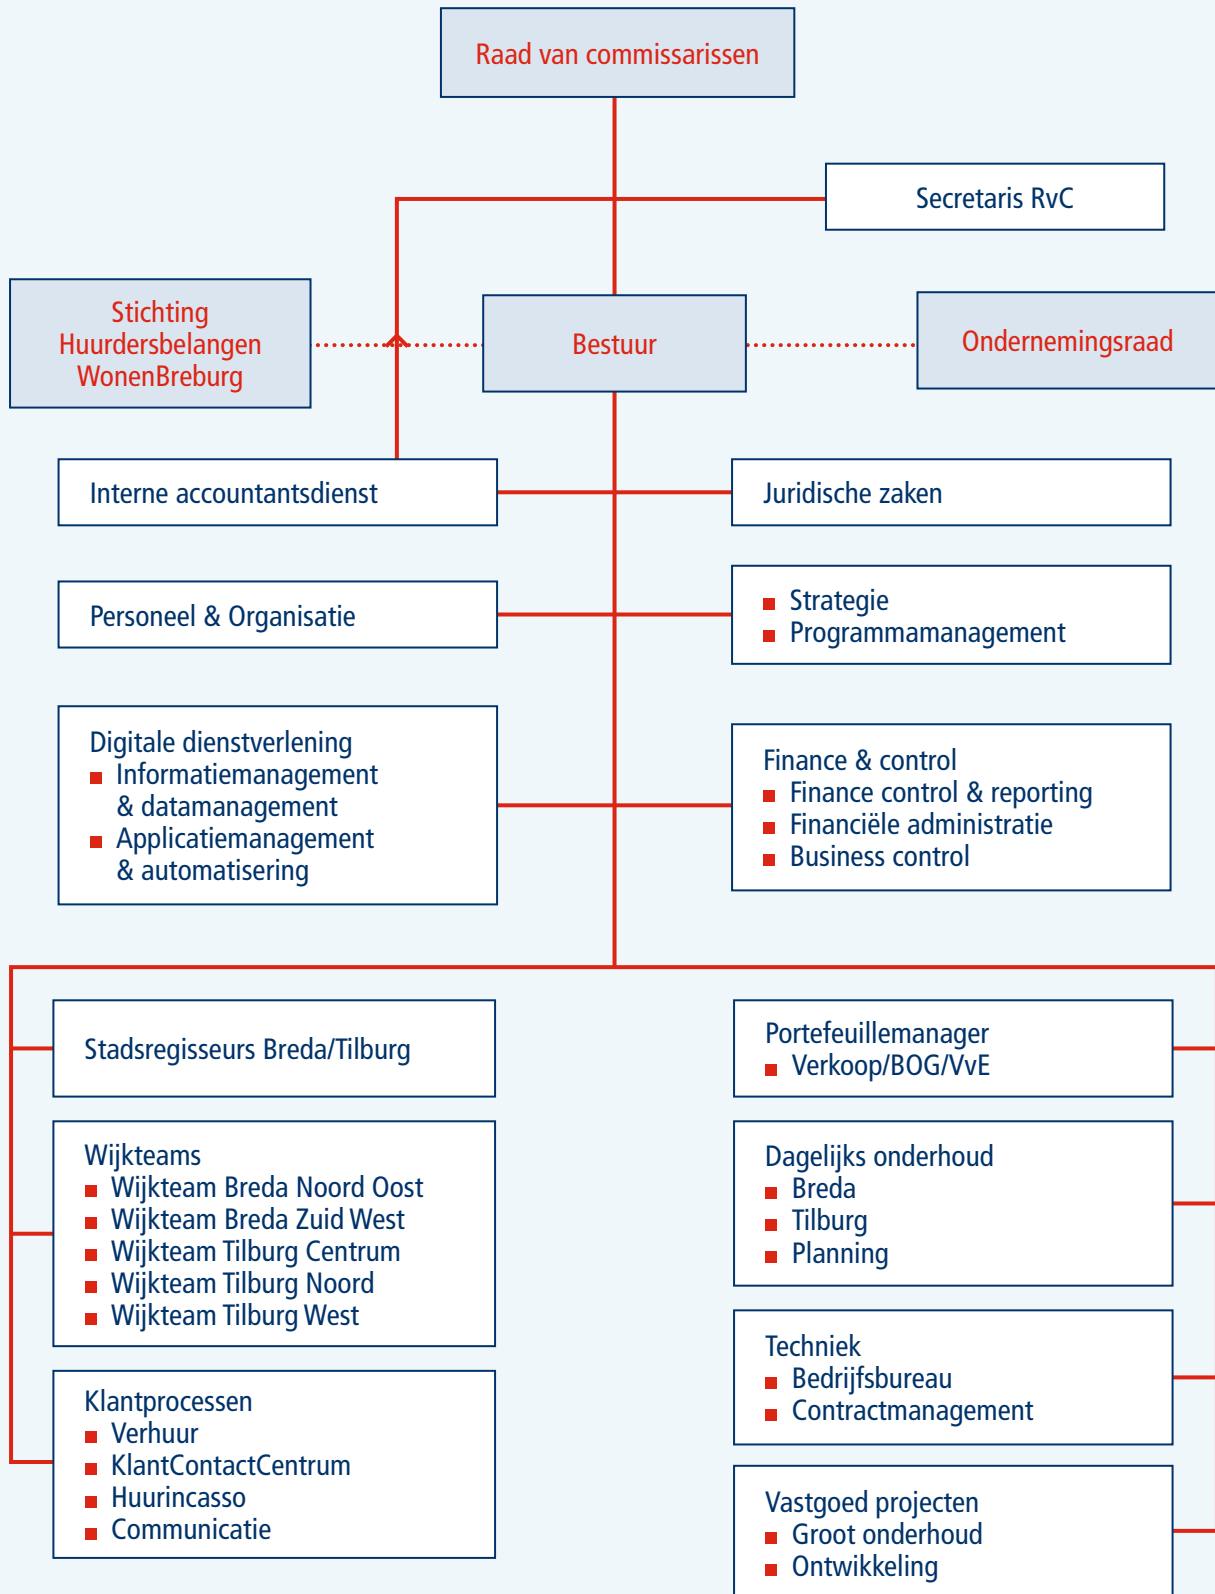 Raad van commissarissen
Secretaris RvC
Stichting
Huurdersbelangen
WonenBreburg
Bestuur
Ondernemingsraad
Interne accountantsdienst
Juridische zaken
Personeel & Organisatie
Strategie
Programmamanagement
Digitale dienstverlening
Informatiemanagement
& datamanagement
Applicatiemanagement
& automatisering
Finance & control
Finance control & reporting
Financiële administratie
Business control
Stadsregisseurs Breda/Tilburg
Wijkteams
Wijkteam Breda Noord Oost
Wijkteam Breda Zuid West
Wijkteam Tilburg Centrum
Wijkteam Tilburg Noord
Wijkteam Tilburg West
Klantprocessen
Verhuur
KlantContactCentrum
Huurincasso
Communicatie
Portefeuillemanager
Verkoop/BOG/VvE
Dagelijks onderhoud
Breda
Tilburg
Planning
Techniek
Bedrijfsbureau
Contractmanagement
Vastgoed projecten
Groot onderhoud
Ontwikkeling